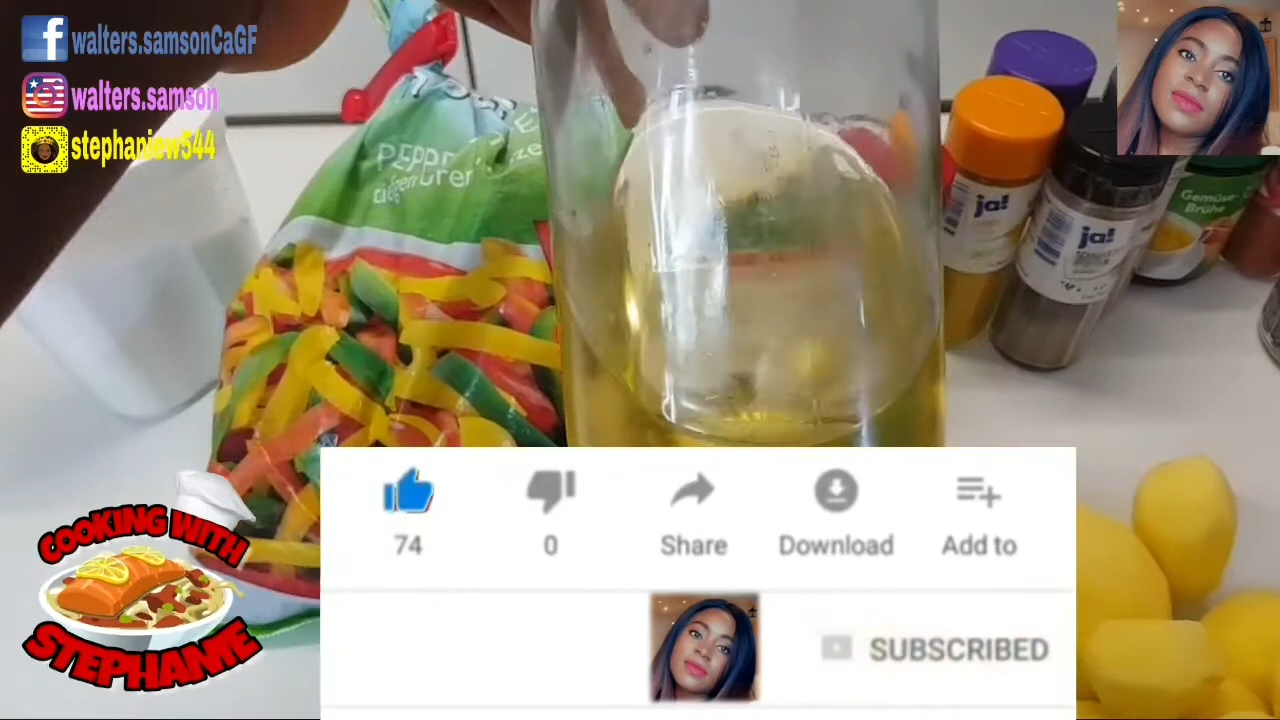 walters.samsonCaGF
walters.samson
stephaniew544
ja!
ja!
Gemüse-
Brühe
COOKING WITH
STEPHANIE
74
0
Share
Download
Add to
SUBSCRIBED